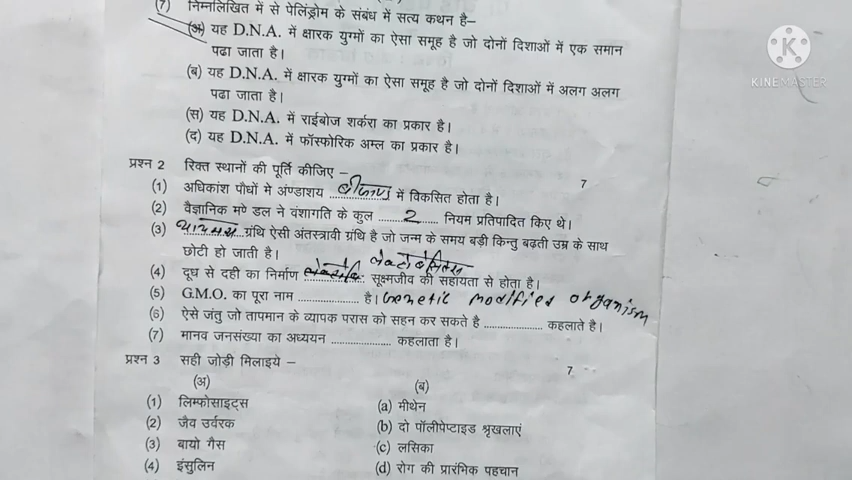 (7) निम्नलिखित में से पेलिंड्रोम के संबंध में सत्य कथन है–
(अ) यह D.N.A. में क्षारक युग्मों का ऐसा समूह है जो दोनों दिशाओं में एक समान
पढा जाता है।
(ब) यह D.N.A. में क्षारक युग्मों का ऐसा समूह है जो दोनों दिशाओं में अलग अलग
पढा जाता है।
(स) यह D.N.A. में राईबोज शर्करा का प्रकार है।
(द) यह D.N.A. में फॉस्फोरिक अम्ल का प्रकार है।
KINEMASTER
प्रश्न 2 रिक्त स्थानों की पूर्ति कीजिए – 7
(1) अधिकांश पौधों मे अंण्डाशय ............ में विकसित होता है।
(2) वैज्ञानिक मण्डल ने वंशागति के कुल ....2.... नियम प्रतिपादित किए थे।
(3) थायमस ग्रंथि ऐसी अंतस्त्रावी ग्रंथि है जो जन्म के समय बड़ी किन्तु बढ़ती उम्र के साथ
छोटी हो जाती है।
लेक्टोबेसिलस
(4) दूध से दही का निर्माण ............ सूक्ष्मजीव की सहायता से होता है।
(5) G.M.O. का पूरा नाम ............ है। Genetic modified organism
(6) ऐसे जंतु जो तापमान के व्यापक परास को सहन कर सकते है ............ कहलाते है।
(7) मानव जनसंख्या का अध्ययन ............ कहलाता है।
प्रश्न 3 सही जोड़ी मिलाइये – 7
(अ) (ब)
(1) लिम्फोसाइट्स (a) मीथेन
(2) जैव उर्वरक (b) दो पॉलीपेप्टाइड श्रृखलाएं
(3) बायो गैस (c) लसिका
(4) इंसुलिन (d) रोग की प्रारंभिक पहचान